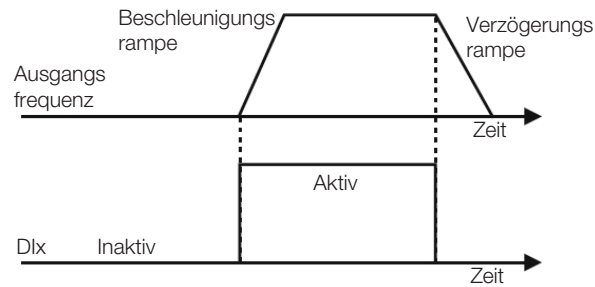 Beschleunigungs
rampe
Verzögerungs
rampe
Ausgangs
frequenz
Zeit
Aktiv
DIx
Inaktiv
Zeit